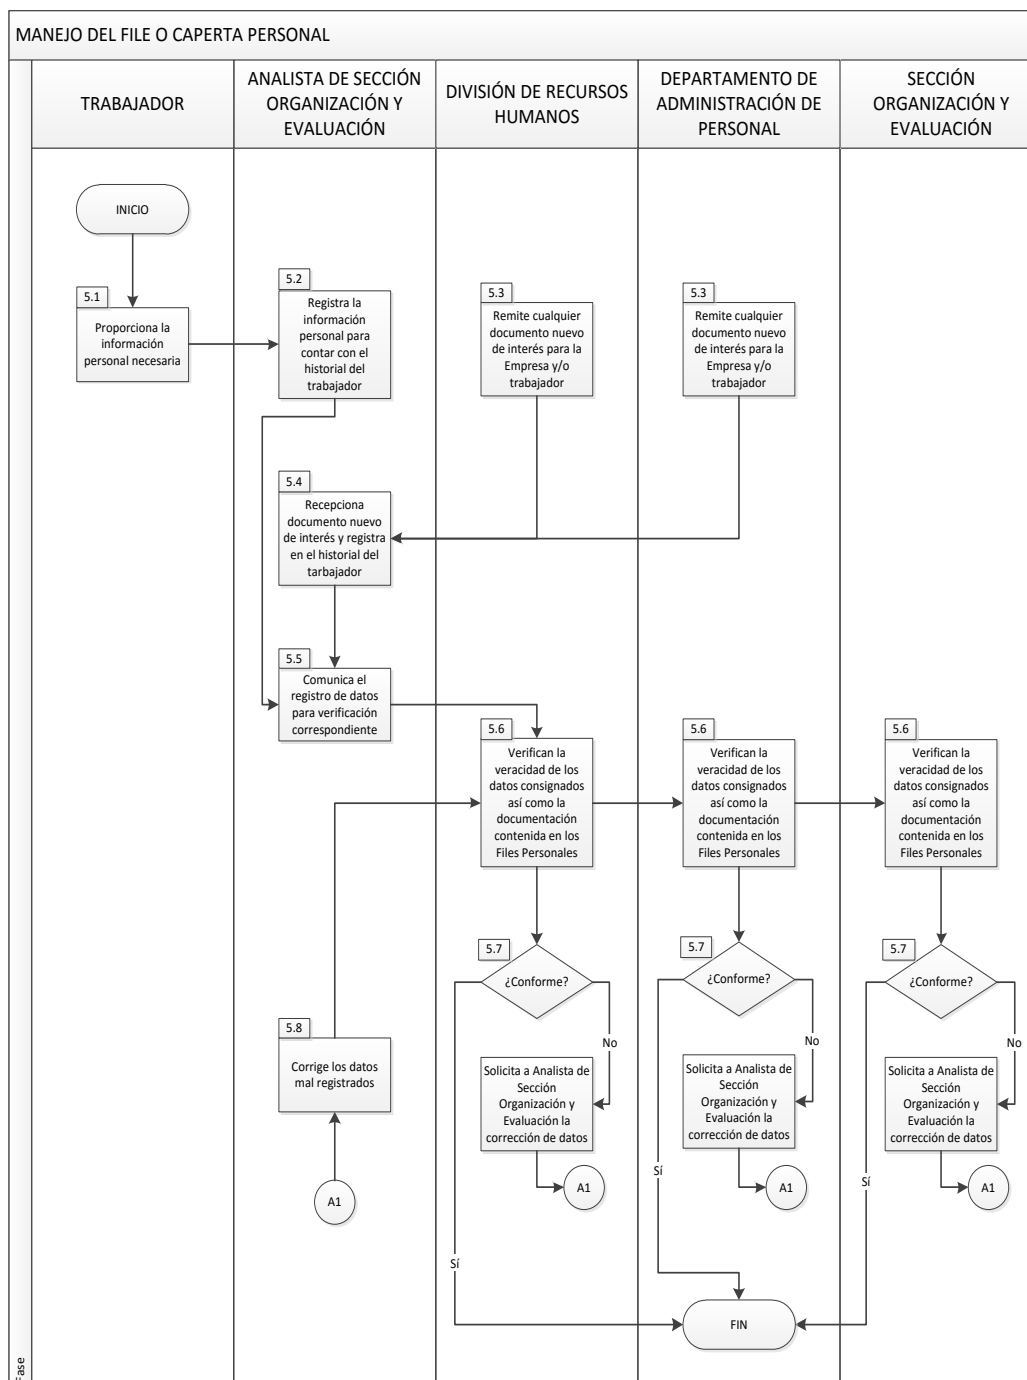 MANEJO DEL FILE O CAPERTA PERSONAL
TRABAJADOR
ANALISTA DE SECCIÓN
ORGANIZACIÓN Y
EVALUACIÓN
DIVISIÓN DE RECURSOS
HUMANOS
DEPARTAMENTO DE
ADMINISTRACIÓN DE
PERSONAL
SECCIÓN
ORGANIZACIÓN Y
EVALUACIÓN
INICIO
5.1
Proporciona la
información
personal necesaria
5.2
Registra la
información
personal para
contar con el
historial del
trabajador
5.3
Remite cualquier
documento nuevo
de interés para la
Empresa y/o
trabajador
5.3
Remite cualquier
documento nuevo
de interés para la
Empresa y/o
trabajador
5.4
Recepciona
documento nuevo
de interés y registra
en el historial del
tarbajador
5.5
Comunica el
registro de datos
para verificación
correspondiente
5.6
Verifican la
veracidad de los
datos consignados
así como la
documentación
contenida en los
Files Personales
5.6
Verifican la
veracidad de los
datos consignados
así como la
documentación
contenida en los
Files Personales
5.6
Verifican la
veracidad de los
datos consignados
así como la
documentación
contenida en los
Files Personales
5.7
¿Conforme?
No
5.7
¿Conforme?
No
5.7
¿Conforme?
No
5.8
Corrige los datos
mal registrados
A1
Solicita a Analista de
Sección
Organización y
Evaluación la
corrección de datos
A1
Sí
Solicita a Analista de
Sección
Organización y
Evaluación la
corrección de datos
A1
Sí
Solicita a Analista de
Sección
Organización y
Evaluación la
corrección de datos
A1
Sí
FIN
Fase